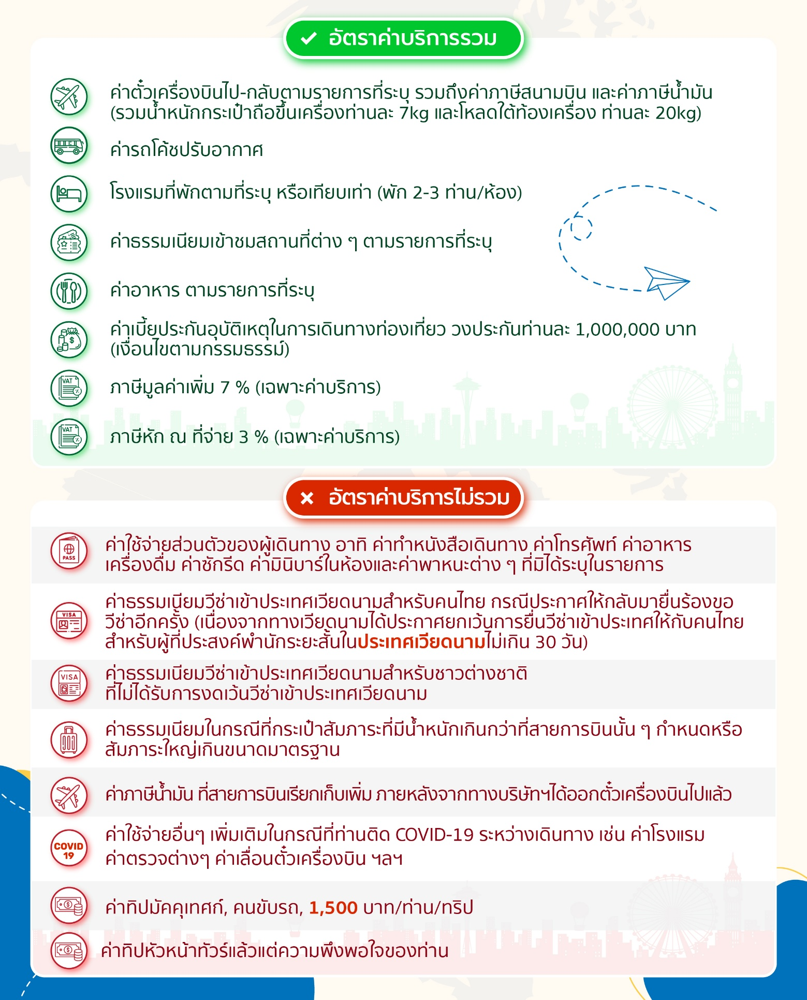 อัตราค่าบริการรวม
ค่าตั๋วเครื่องบินไป-กลับตามรายการที่ระบุ รวมถึงค่าภาษีสนามบิน และค่าภาษีน้ำมัน
(รวมน้ำหนักกระเป๋าถือขึ้นเครื่องท่านละ 7kg และโหลดใต้ท้องเครื่อง ท่านละ 20kg)
ค่ารถโค้ชปรับอากาศ
โรงแรมที่พักตามที่ระบุ หรือเทียบเท่า (พัก 2-3 ท่าน/ห้อง)
ค่าธรรมเนียมเข้าชมสถานที่ต่าง ๆ ตามรายการที่ระบุ
ค่าอาหาร ตามรายการที่ระบุ
$
ค่าเบี้ยประกันอุบัติเหตุในการเดินทางท่องเที่ยว วงประกันท่านละ 1,000,000 บาท
(เงื่อนไขตามกรรมธรรม์)
VAT %
ภาษีมูลค่าเพิ่ม 7 % (เฉพาะค่าบริการ)
VAT %
ภาษีหัก ณ ที่จ่าย 3 % (เฉพาะค่าบริการ)
อัตราค่าบริการไม่รวม
PASS
ค่าใช้จ่ายส่วนตัวของผู้เดินทาง อาทิ ค่าทำหนังสือเดินทาง ค่าโทรศัพท์ ค่าอาหาร
เครื่องดื่ม ค่าซักรีด ค่ามินิบาร์ในห้องและค่าพาหนะต่าง ๆ ที่มิได้ระบุในรายการ
VISA
ค่าธรรมเนียมวีซ่าเข้าประเทศเวียดนามสำหรับคนไทย กรณีประกาศให้กลับมายื่นร้องขอ
วีซ่าอีกครั้ง (เนื่องจากทางเวียดนามได้ประกาศยกเว้นการยื่นวีซ่าเข้าประเทศให้กับคนไทย
สำหรับผู้ที่ประสงค์พำนักระยะสั้นในประเทศเวียดนามไม่เกิน 30 วัน)
VISA
ค่าธรรมเนียมวีซ่าเข้าประเทศเวียดนามสำหรับชาวต่างชาติ
ที่ไม่ได้รับการงดเว้นวีซ่าเข้าประเทศเวียดนาม
ค่าธรรมเนียมในกรณีที่กระเป๋าสัมภาระที่มีน้ำหนักเกินกว่าที่สายการบินนั้น ๆ กำหนดหรือ
สัมภาระใหญ่เกินขนาดมาตรฐาน
ค่าภาษีน้ำมัน ที่สายการบินเรียกเก็บเพิ่ม ภายหลังจากทางบริษัทฯได้ออกตั๋วเครื่องบินไปแล้ว
COVID
19
ค่าใช้จ่ายอื่นๆ เพิ่มเติมในกรณีที่ท่านติด COVID-19 ระหว่างเดินทาง เช่น ค่าโรงแรม
ค่าตรวจต่างๆ ค่าเลื่อนตั๋วเครื่องบิน ฯลฯ
$
ค่าทิปมัคคุเทศก์, คนขับรถ, 1,500 บาท/ท่าน/ทริป
$
ค่าทิปหัวหน้าทัวร์แล้วแต่ความพึงพอใจของท่าน